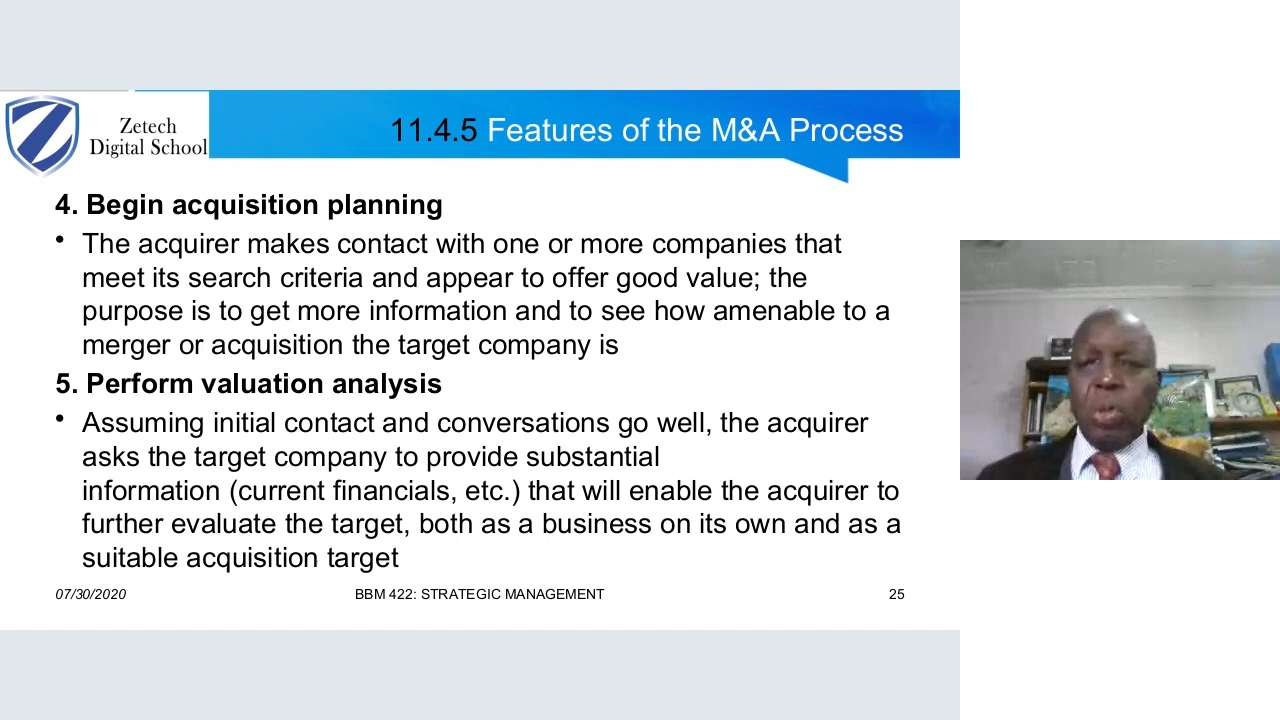 Zetech
Digital School
11.4.5 Features of the M&A Process
4. Begin acquisition planning
• The acquirer makes contact with one or more companies that
meet its search criteria and appear to offer good value; the
purpose is to get more information and to see how amenable to a
merger or acquisition the target company is
5. Perform valuation analysis
• Assuming initial contact and conversations go well, the acquirer
asks the target company to provide substantial
information (current financials, etc.) that will enable the acquirer to
further evaluate the target, both as a business on its own and as a
suitable acquisition target
07/30/2020 BBM 422: STRATEGIC MANAGEMENT 25